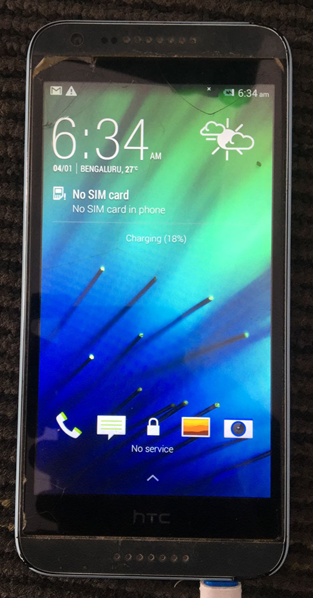 6:34 am
6:34 AM
04/01 | BENGALURU, 27°
No SIM card
No SIM card in phone
Charging (18%)
No service
hTC